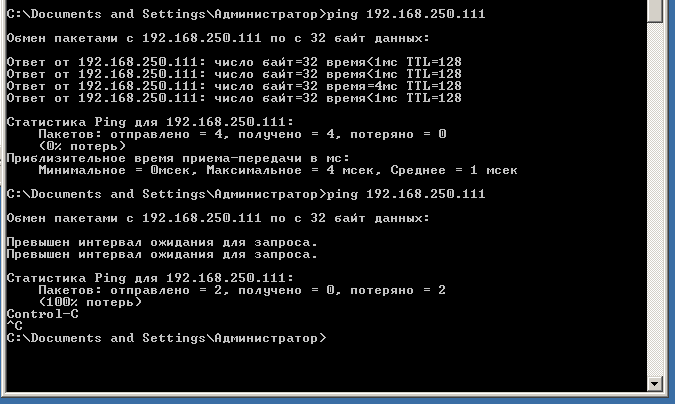 C:\Documents and Settings\Администратор>ping 192.168.250.111
Обмен пакетами с 192.168.250.111 по с 32 байт данных:
Ответ от 192.168.250.111: число байт=32 время<1мс TTL=128
Ответ от 192.168.250.111: число байт=32 время<1мс TTL=128
Ответ от 192.168.250.111: число байт=32 время=4мс TTL=128
Ответ от 192.168.250.111: число байт=32 время<1мс TTL=128
Статистика Ping для 192.168.250.111:
Пакетов: отправлено = 4, получено = 4, потеряно = 0
(0% потерь)
Приблизительное время приема-передачи в мс:
Минимальное = 0мсек, Максимальное = 4 мсек, Среднее = 1 мсек
C:\Documents and Settings\Администратор>ping 192.168.250.111
Обмен пакетами с 192.168.250.111 по с 32 байт данных:
Превышен интервал ожидания для запроса.
Превышен интервал ожидания для запроса.
Статистика Ping для 192.168.250.111:
Пакетов: отправлено = 2, получено = 0, потеряно = 2
(100% потерь)
Control-C
^C
C:\Documents and Settings\Администратор>